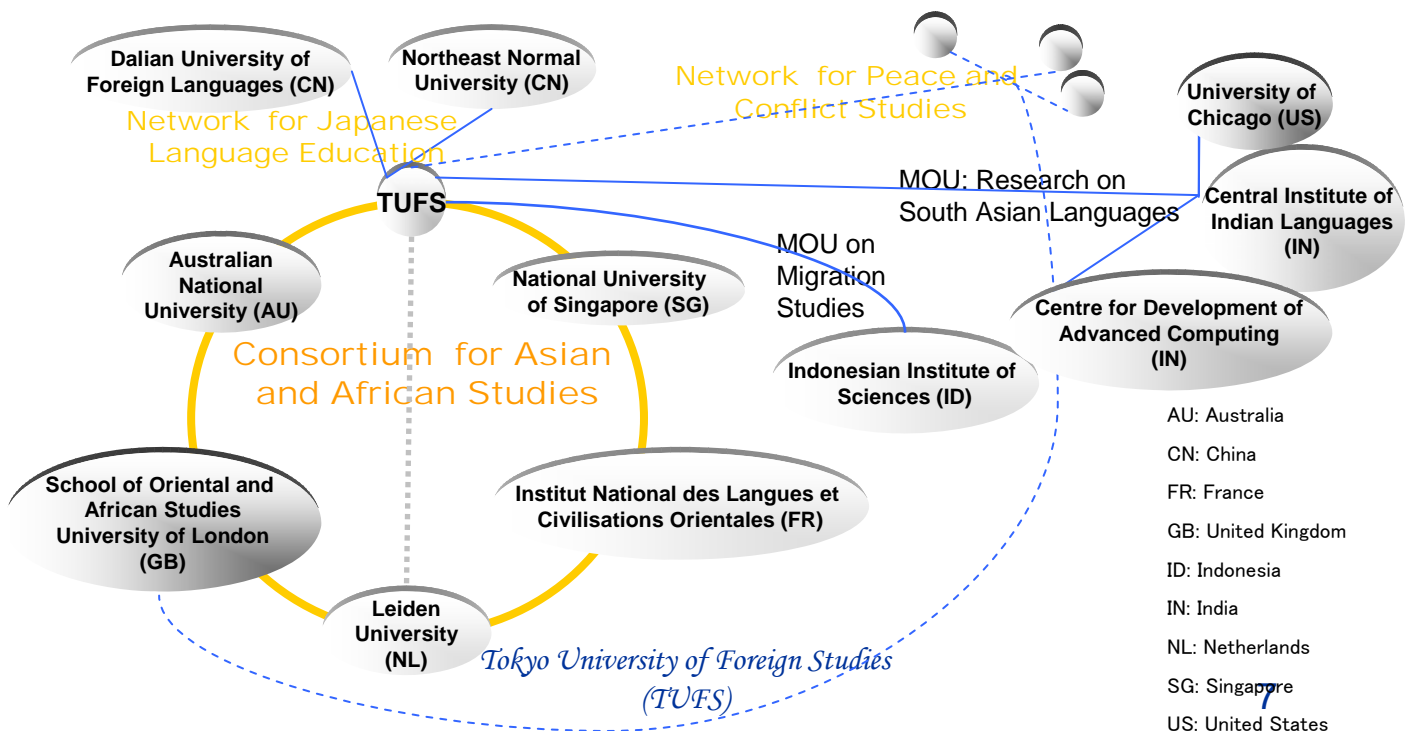 Dalian University of
Foreign Languages (CN)
Northeast Normal
University (CN)
Network for Japanese
Language Education
Network for Peace and
Conflict Studies
University of
Chicago (US)
TUFS
MOU: Research on
South Asian Languages
Central Institute of
Indian Languages
(IN)
Australian
National
University (AU)
National University
of Singapore (SG)
MOU on
Migration
Studies
Centre for Development of
Advanced Computing
(IN)
Consortium for Asian
and African Studies
Indonesian Institute of
Sciences (ID)
School of Oriental and
African Studies
University of London
(GB)
Institut National des Langues et
Civilisations Orientales (FR)
Leiden
University
(NL)
Tokyo University of Foreign Studies
(TUFS)
AU: Australia
CN: China
FR: France
GB: United Kingdom
ID: Indonesia
IN: India
NL: Netherlands
SG: Singapore
7
US: United States